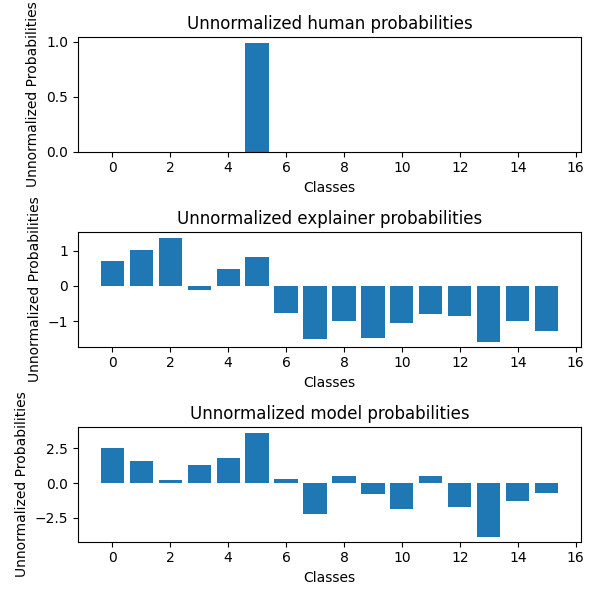 Unnormalized human probabilities
Unnormalized Probabilities
1.0
0.5
0.0
0 2 4 6 8 10 12 14 16
Classes
Unnormalized explainer probabilities
Unnormalized Probabilities
1
0
−1
0 2 4 6 8 10 12 14 16
Classes
Unnormalized model probabilities
Unnormalized Probabilities
2.5
0.0
−2.5
0 2 4 6 8 10 12 14 16
Classes